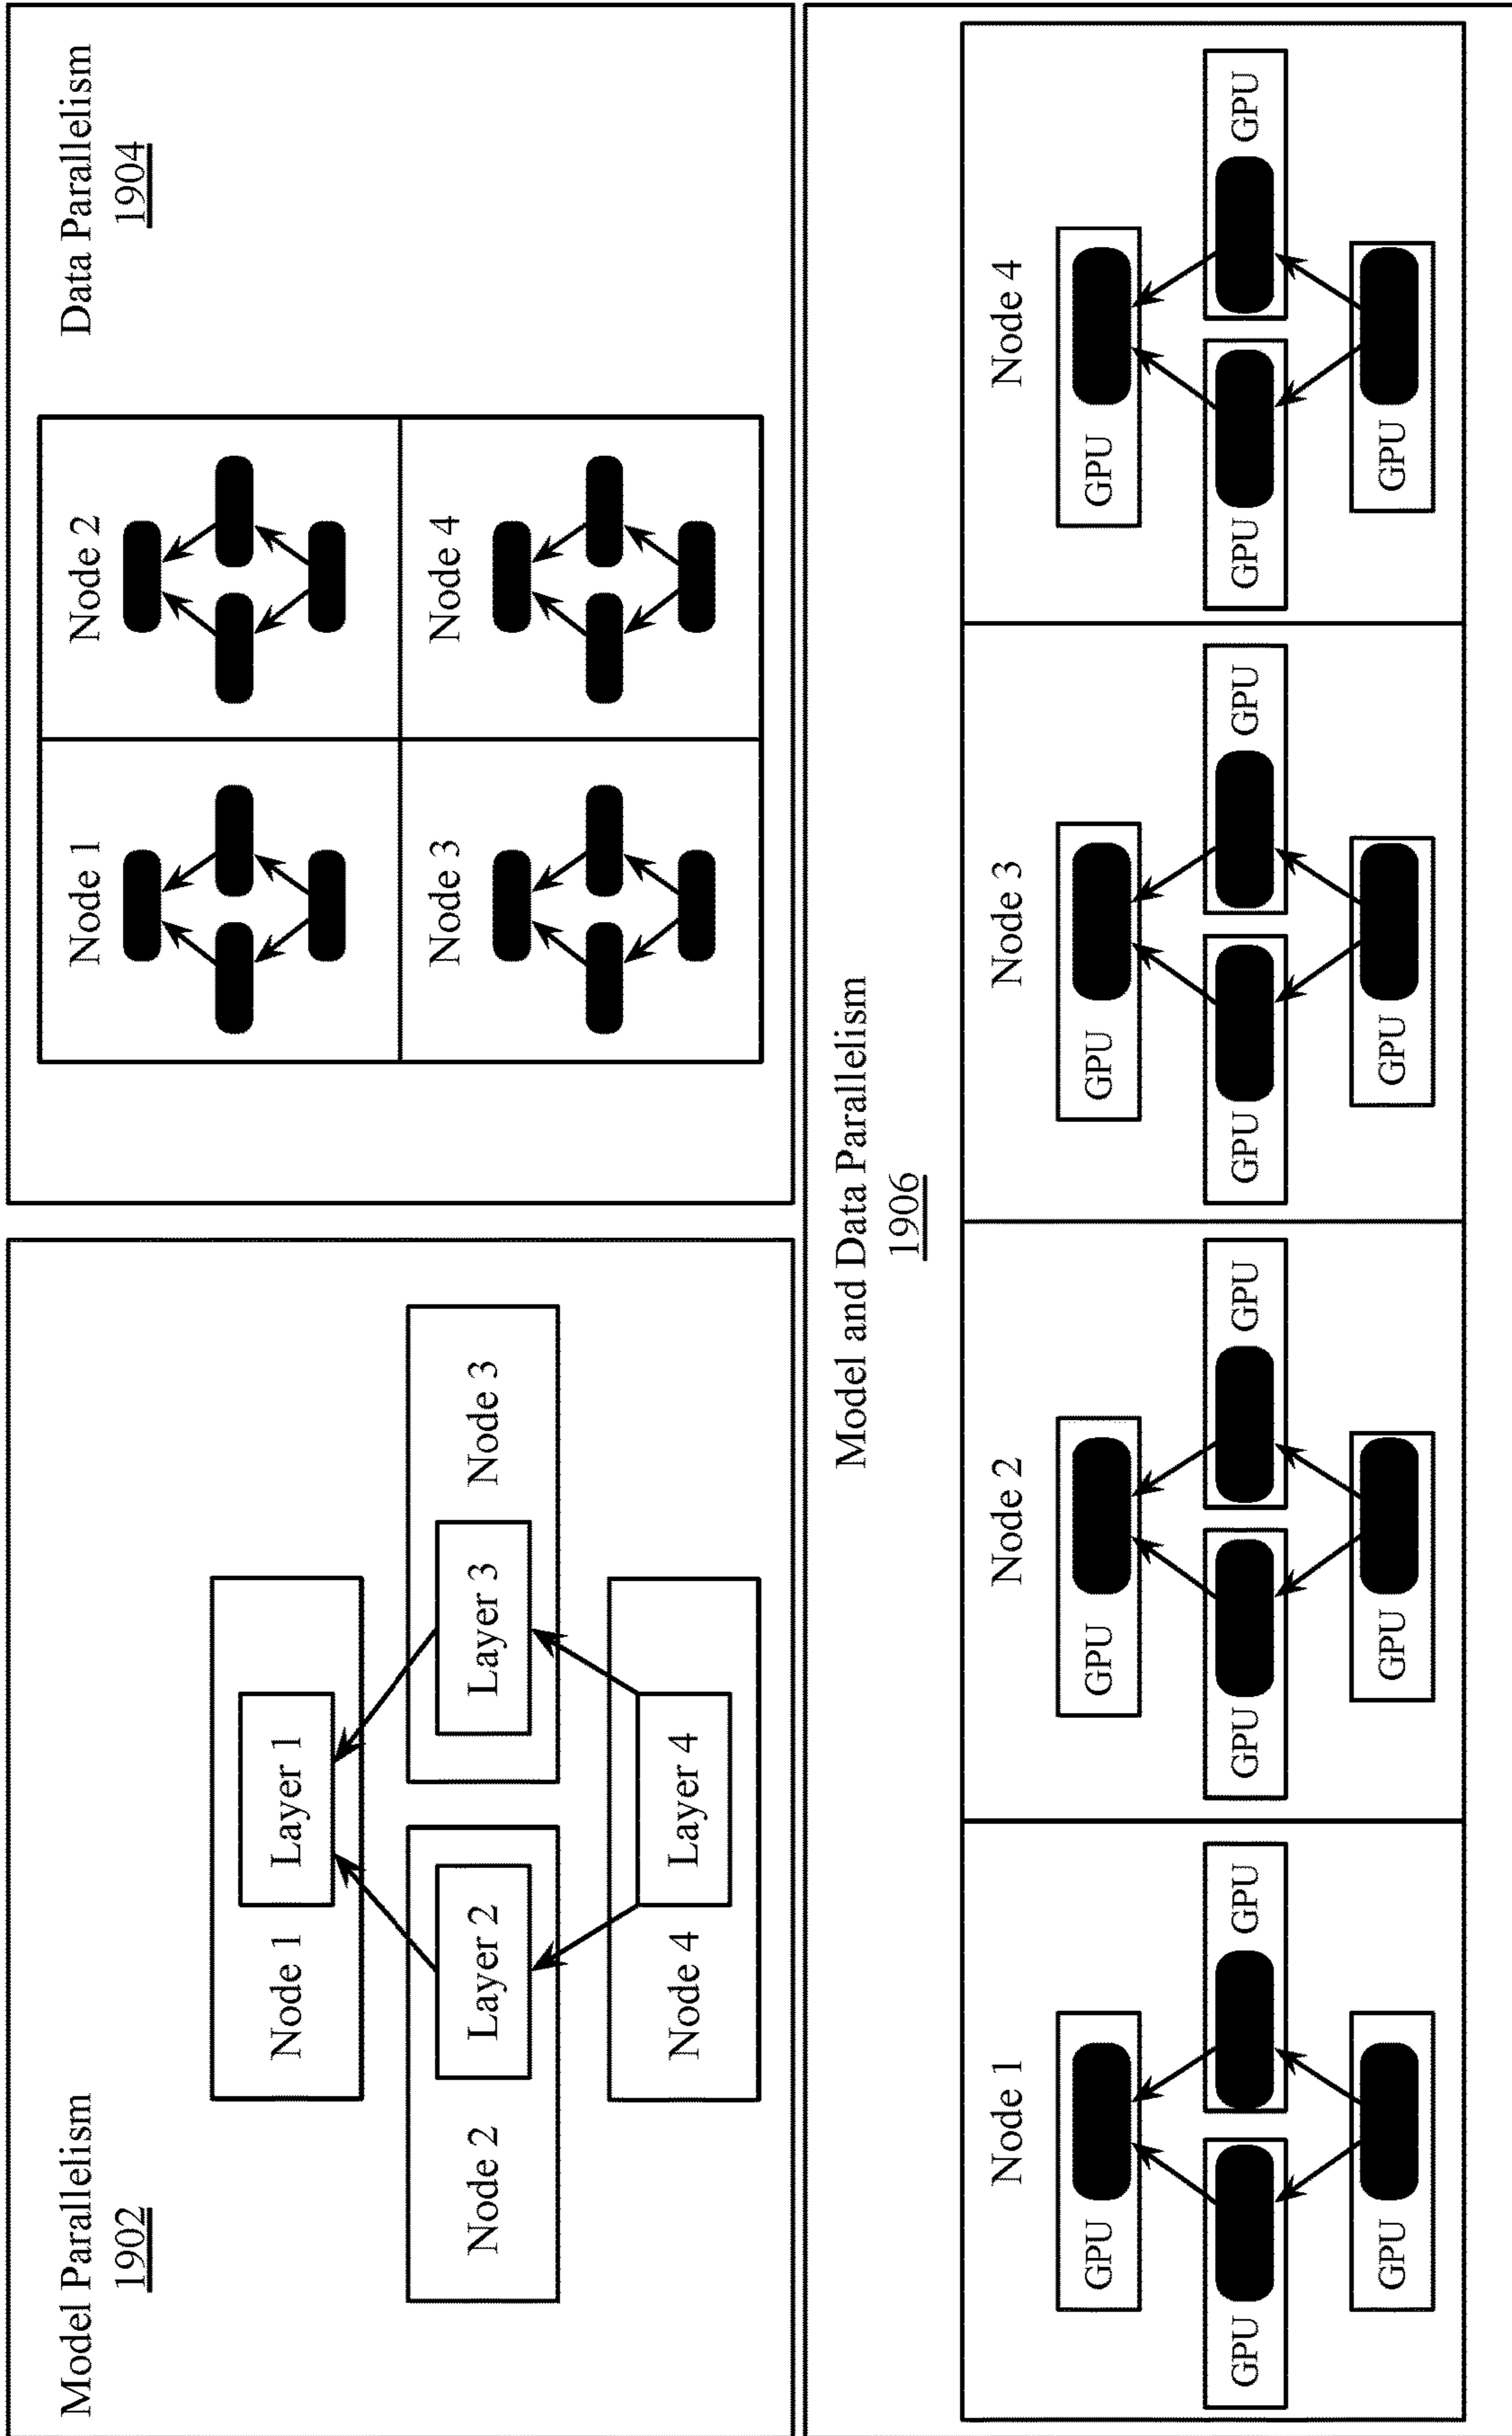 Model Parallelism
1902
Node 1
Layer 1
Node 2
Layer 2
Layer 3
Node 3
Node 4
Layer 4
Data Parallelism
1904
Node 1
Node 2
Node 3
Node 4
Model and Data Parallelism
1906
Node 1
GPU
GPU
GPU
GPU
Node 2
GPU
GPU
GPU
GPU
Node 3
GPU
GPU
GPU
GPU
Node 4
GPU
GPU
GPU
GPU